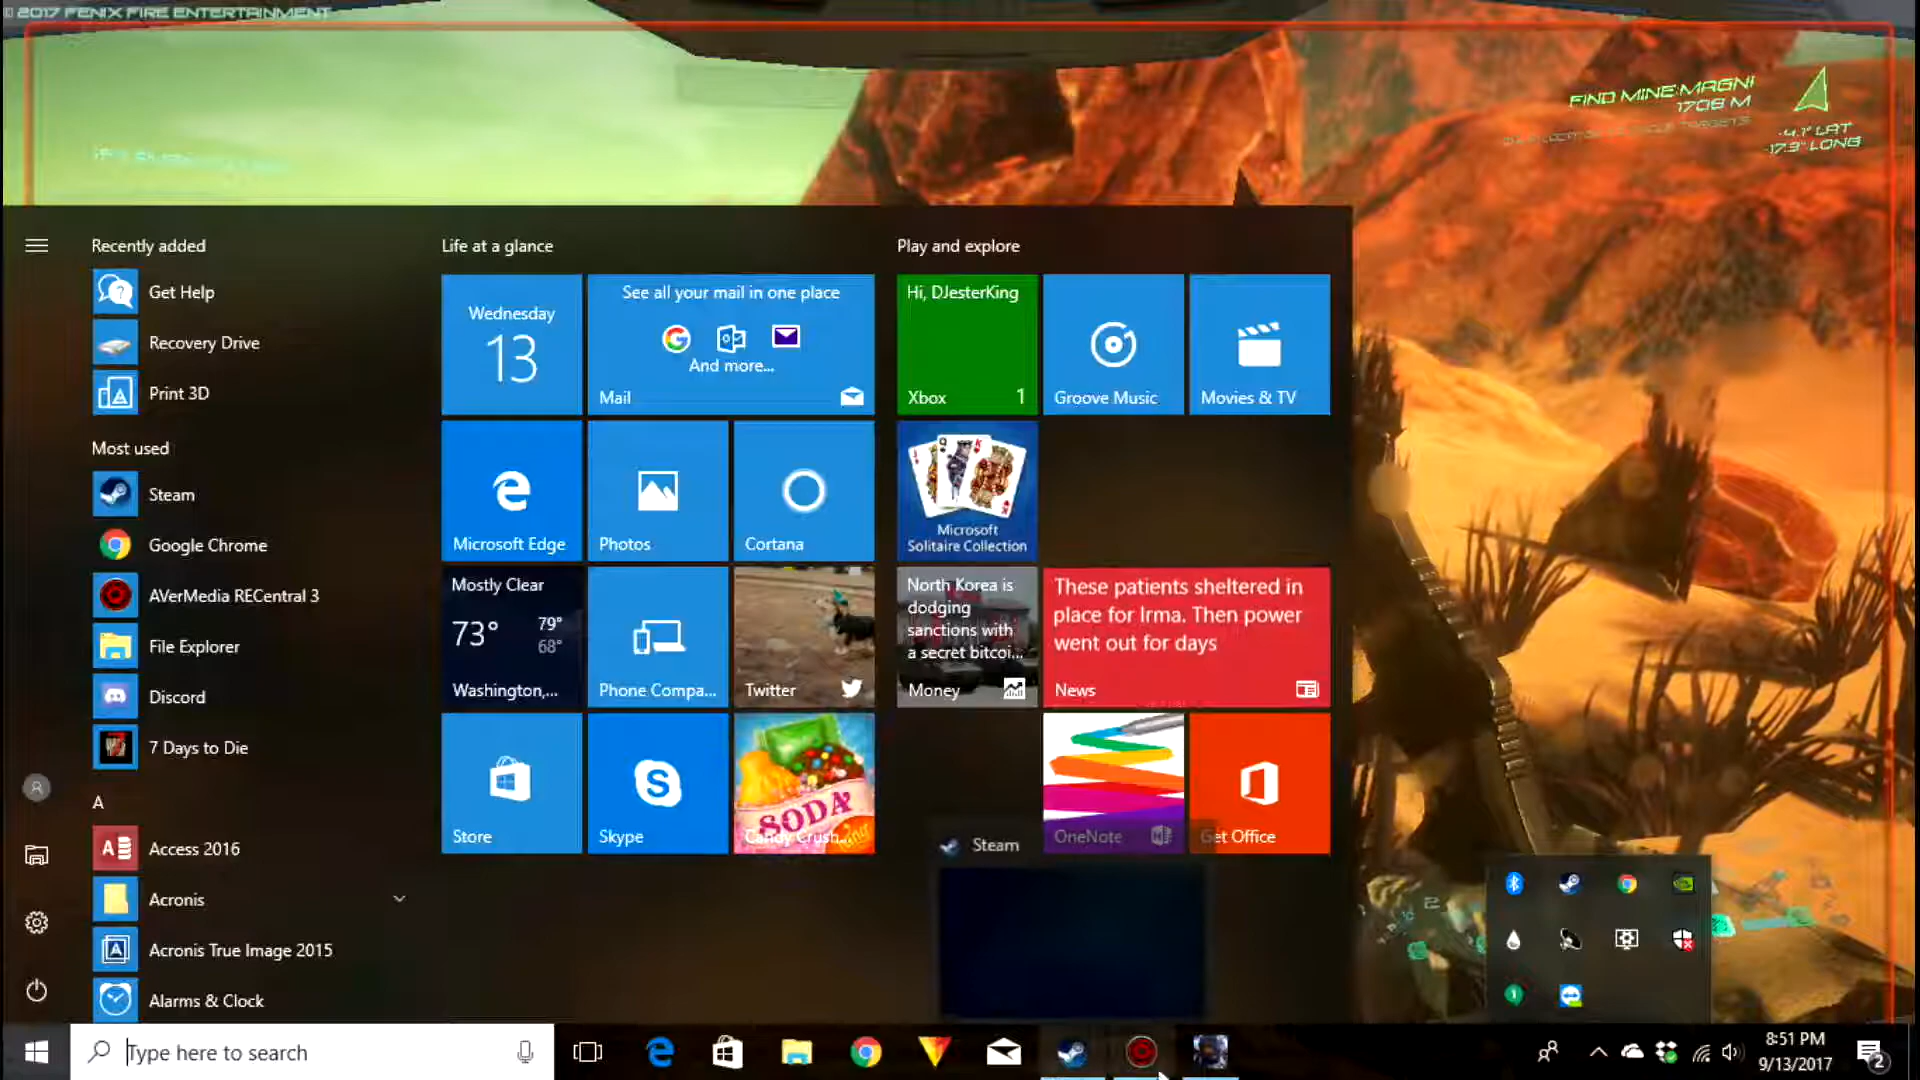 © 2017 FENIX FIRE ENTERTAINMENT
FIND MINE:MAGNI
1708 M
-4.1° LAT
-17.3° LONG
Recently added
Get Help
Recovery Drive
Print 3D
Most used
Steam
Google Chrome
AVerMedia RECentral 3
File Explorer
Discord
7 Days to Die
A
Access 2016
Acronis
Acronis True Image 2015
Alarms & Clock
Life at a glance
Wednesday
13
See all your mail in one place
And more...
Mail
Microsoft Edge
Photos
Cortana
Mostly Clear
73°
79°
68°
Washington,...
Phone Compa...
Twitter
Store
Skype
SODA
Candy Crush...
Play and explore
Hi, DJesterKing
Xbox 1
Groove Music
Movies & TV
Microsoft
Solitaire Collection
North Korea is
dodging
sanctions with
a secret bitcoi...
Money
These patients sheltered in
place for Irma. Then power
went out for days
News
OneNote
Get Office
Steam
Type here to search
8:51 PM
9/13/2017
2